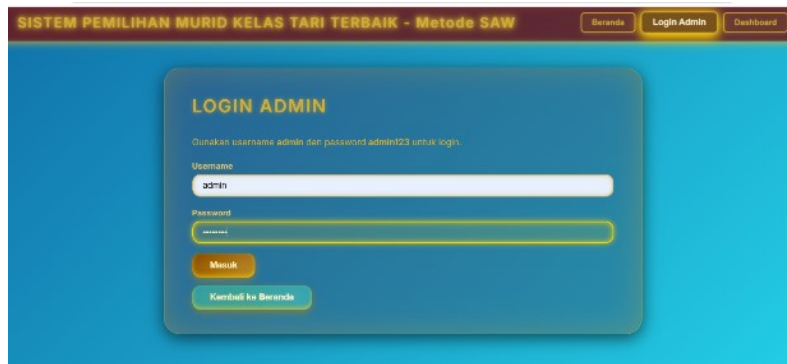 SISTEM PEMILIHAN MURID KELAS TARI TERBAIK - Metode SAW
Beranda
Login Admin
Dashboard
LOGIN ADMIN
Gunakan username admin dan password admin123 untuk login.
Username
admin
Password
Masuk
Kembali ke Beranda